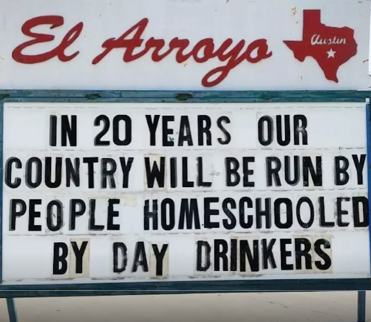 El Arroyo
Austin
IN 20 YEARS OUR
COUNTRY WILL BE RUN BY
PEOPLE HOMESCHOOLED
BY DAY DRINKERS